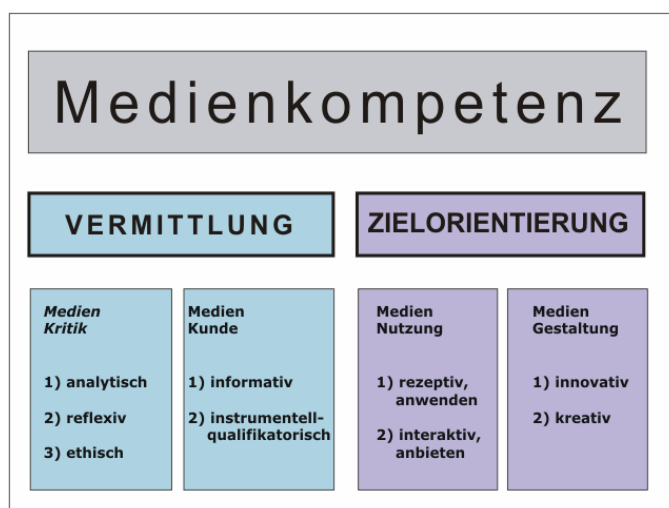 Medienkompetenz
VERMITTLUNG
ZIELORIENTIERUNG
Medien
Kritik
1) analytisch
2) reflexiv
3) ethisch
Medien
Kunde
1) informativ
2) instrumentell-
qualifikatorisch
Medien
Nutzung
1) rezeptiv,
anwenden
2) interaktiv,
anbieten
Medien
Gestaltung
1) innovativ
2) kreativ